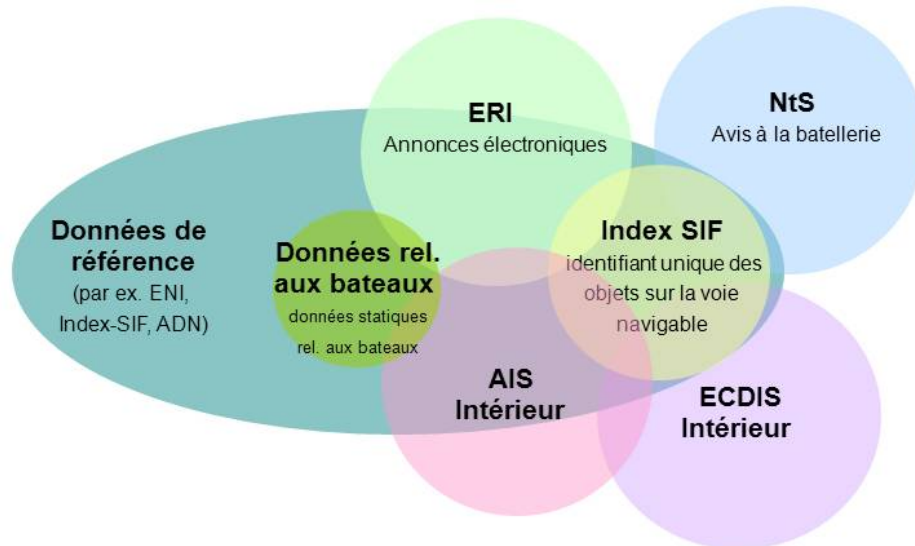 ERI
Annonces électroniques
NtS
Avis à la batellerie
Données de
référence
(par ex. ENI,
Index-SIF, ADN)
Données rel.
aux bateaux
données statiques
rel. aux bateaux
Index SIF
identifiant unique des
objets sur la voie
navigable
AIS
Intérieur
ECDIS
Intérieur